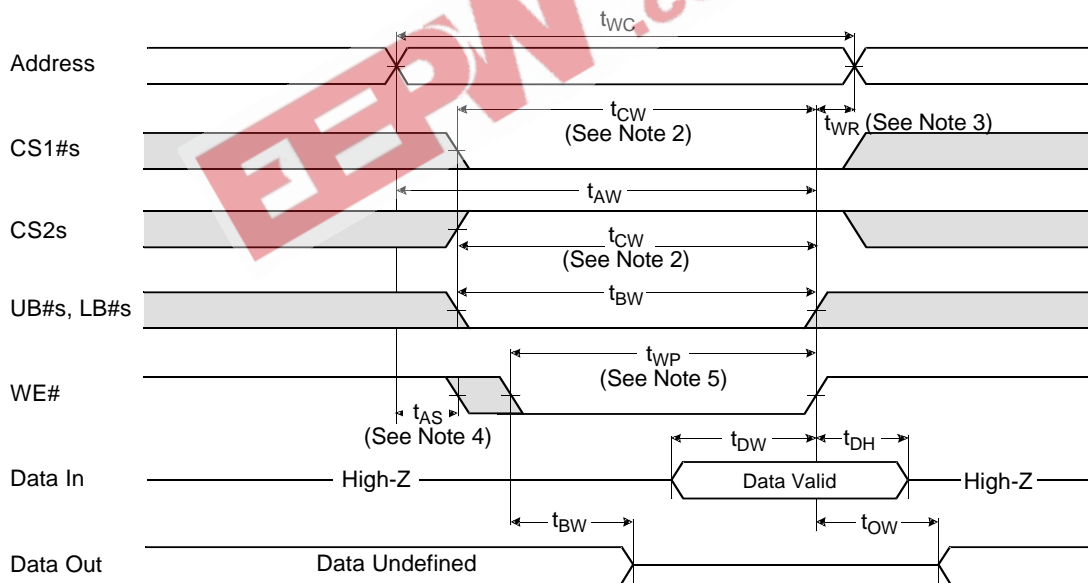 tWC
Address
tCW
(See Note 2)
tWR (See Note 3)
CS1#s
tAW
CS2s
tCW
(See Note 2)
tBW
UB#s, LB#s
tWP
(See Note 5)
WE#
tAS
(See Note 4)
tDW
tDH
Data In
High-Z
Data Valid
High-Z
tBW
tOW
Data Out
Data Undefined
EEPW.co